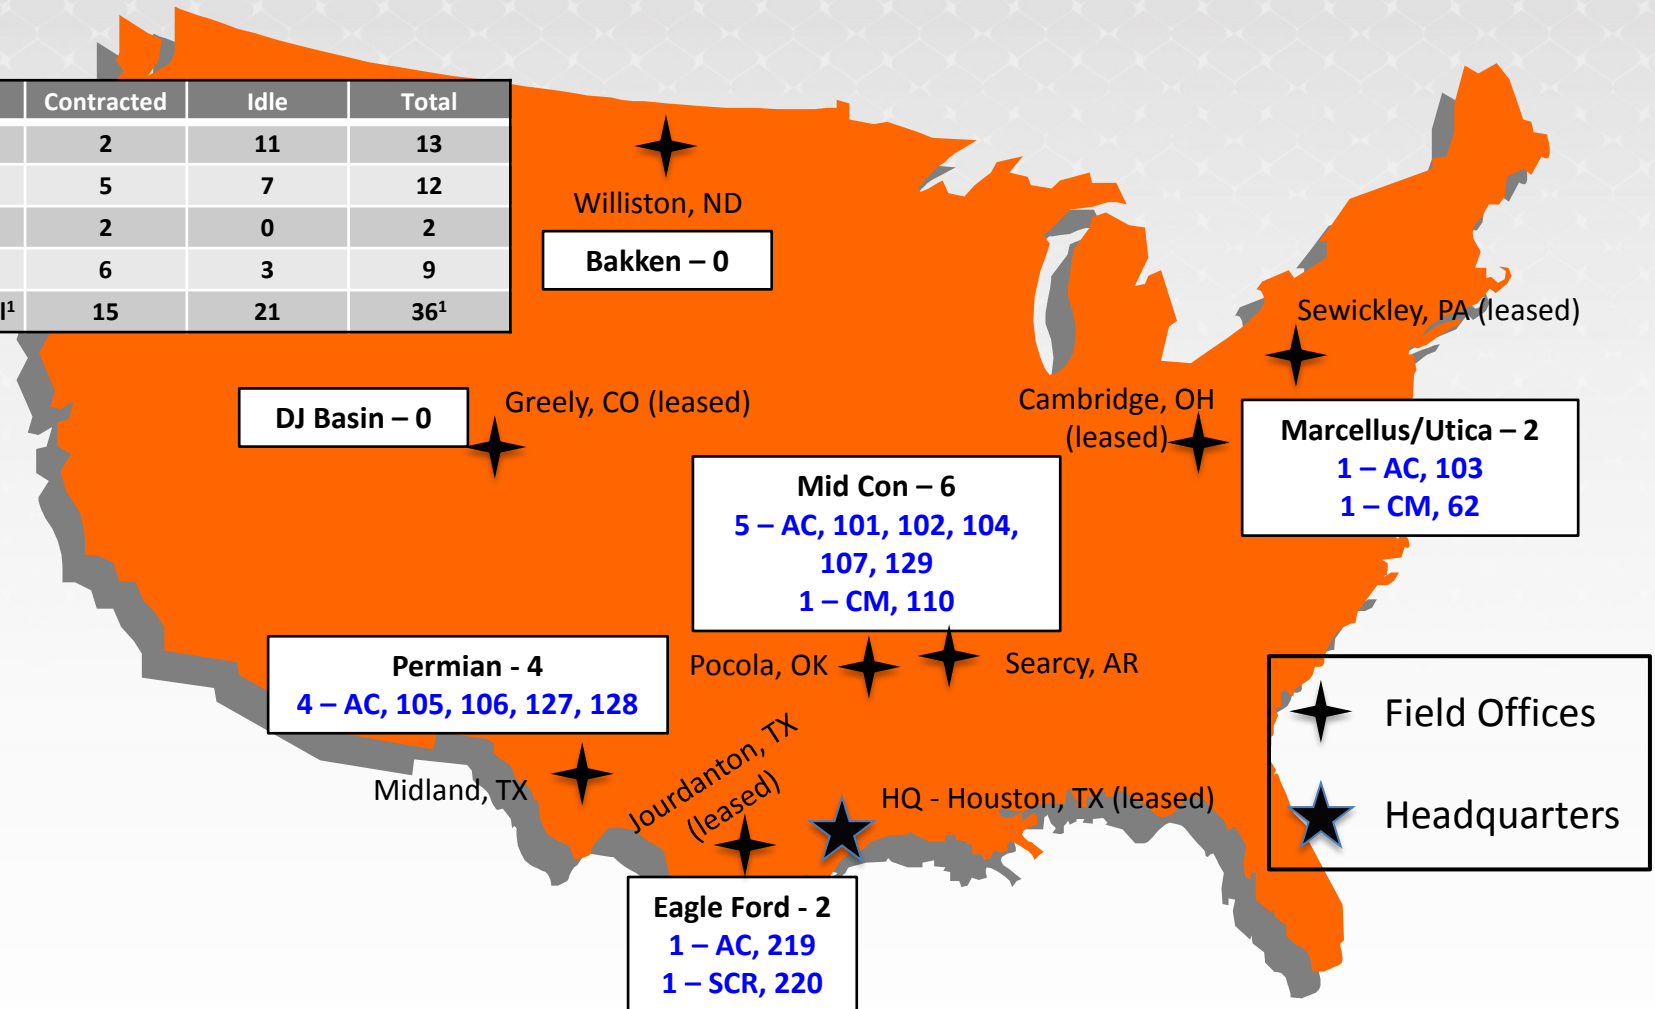 Contracted Idle Total
2 11 13
5 7 12
2 0 2
6 3 9
l¹ 15 21 36¹
Williston, ND
Bakken – 0
Sewickley, PA (leased)
Greely, CO (leased)
DJ Basin – 0
Cambridge, OH
(leased)
Marcellus/Utica – 2
1 – AC, 103
1 – CM, 62
Mid Con – 6
5 – AC, 101, 102, 104,
107, 129
1 – CM, 110
Permian - 4
4 – AC, 105, 106, 127, 128
Pocola, OK
Searcy, AR
Midland, TX
Jourdanton, TX
(leased)
HQ - Houston, TX (leased)
Eagle Ford - 2
1 – AC, 219
1 – SCR, 220
Field Offices
Headquarters